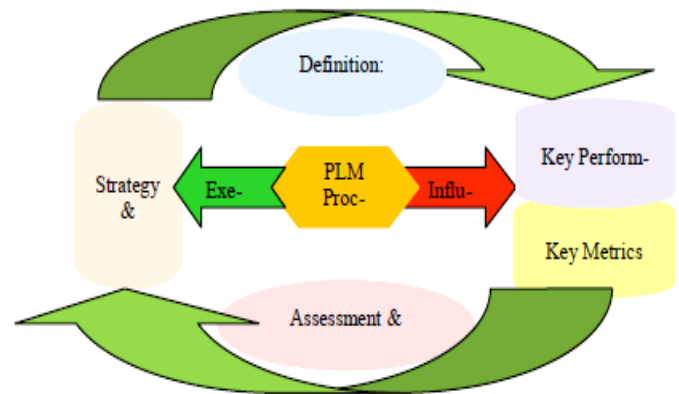 Definition:
Strategy
&
Exe-
PLM
Proc-
Influ-
Key Perform-
Key Metrics
Assessment &